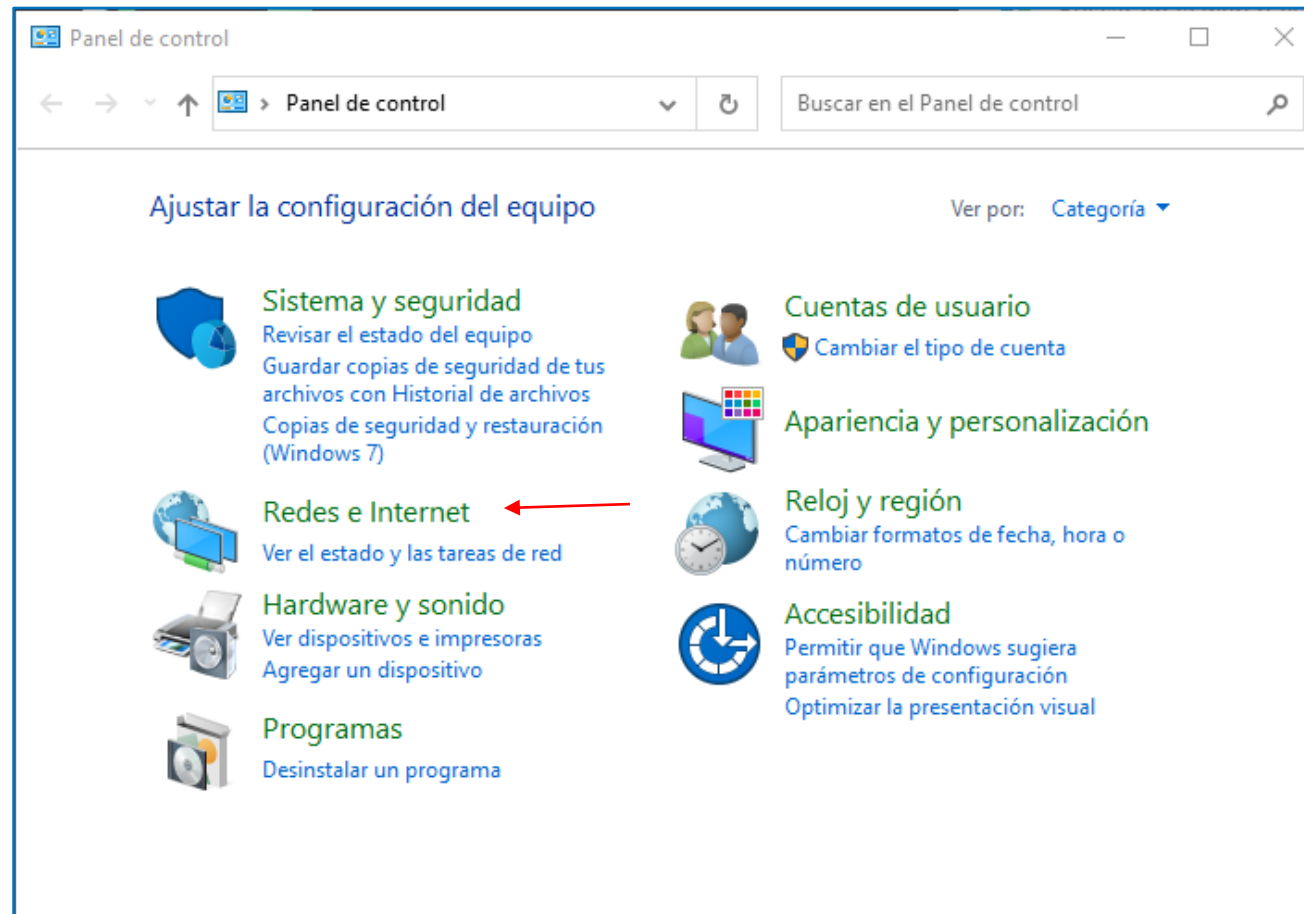 Panel de control
Panel de control
Buscar en el Panel de control
Ajustar la configuración del equipo
Ver por: Categoría
Sistema y seguridad
Revisar el estado del equipo
Guardar copias de seguridad de tus
archivos con Historial de archivos
Copias de seguridad y restauración
(Windows 7)
Redes e Internet
Ver el estado y las tareas de red
Hardware y sonido
Ver dispositivos e impresoras
Agregar un dispositivo
Programas
Desinstalar un programa
Cuentas de usuario
Cambiar el tipo de cuenta
Apariencia y personalización
Reloj y región
Cambiar formatos de fecha, hora o
número
Accesibilidad
Permitir que Windows sugiera
parámetros de configuración
Optimizar la presentación visual